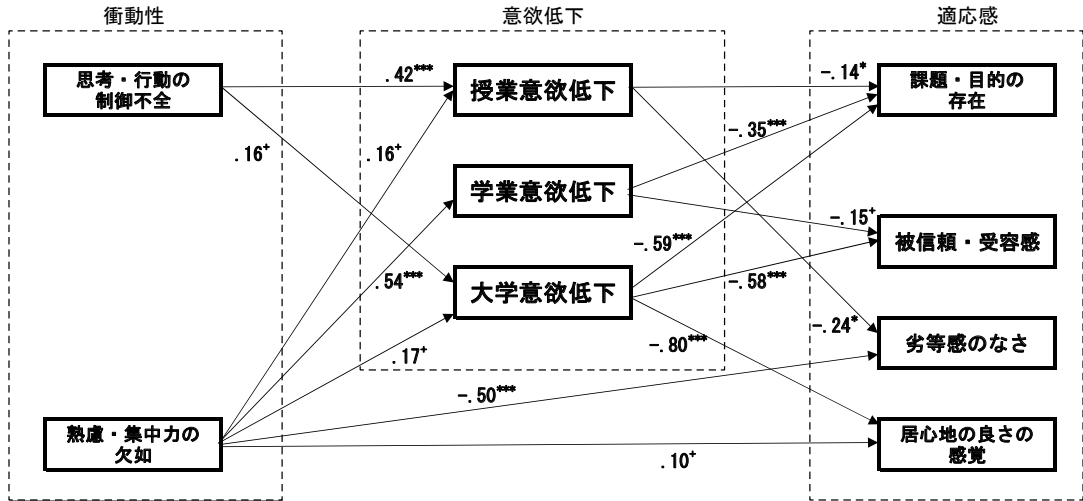 衝動性
意欲低下
適応感
思考・行動の
制御不全
.42***
授業意欲低下
-.14*
課題・目的の
存在
-.35***
.16+
.16+
学業意欲低下
-.15+
被信頼・受容感
-.59***
.54***
大学意欲低下
-.58***
-.24*
劣等感のなさ
.17+
-.80***
-.50***
熟慮・集中力の
欠如
居心地の良さの
感覚
.10+